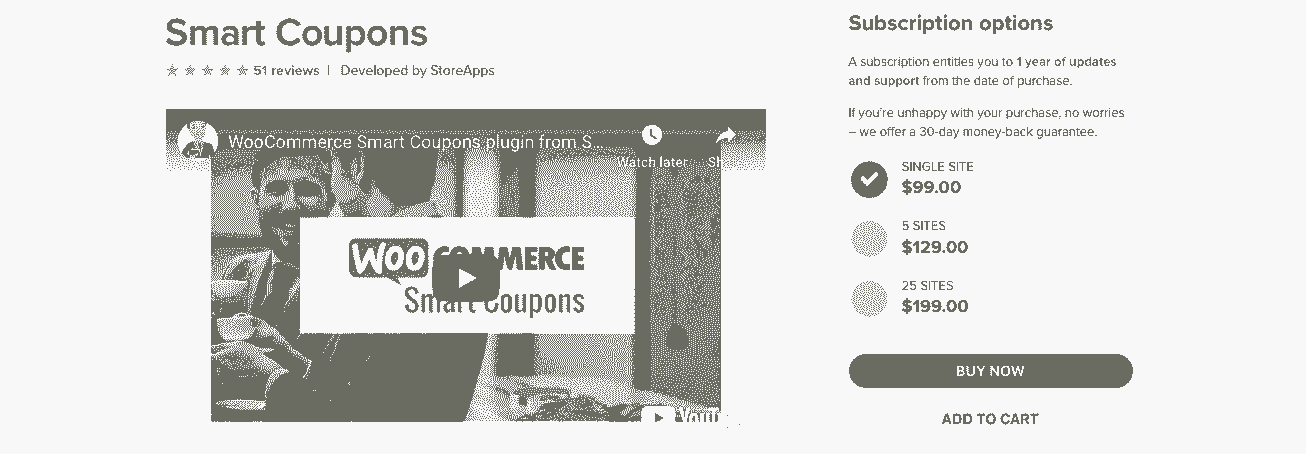 Smart Coupons
51 reviews | Developed by StoreApps
WooCommerce Smart Coupons plugin from S...
Watch later
Sh
WOO COMMERCE
Smart Coupons
YouT
Subscription options
A subscription entitles you to 1 year of updates
and support from the date of purchase.
If you're unhappy with your purchase, no worries
– we offer a 30-day money-back guarantee.
SINGLE SITE
$99.00
5 SITES
$129.00
25 SITES
$199.00
BUY NOW
ADD TO CART